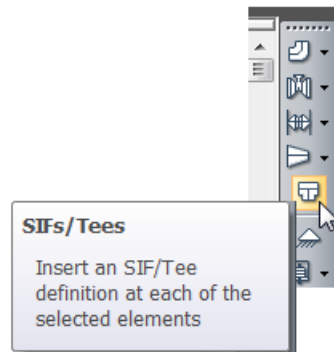 SIFs/Tees
Insert an SIF/Tee
definition at each of the
selected elements